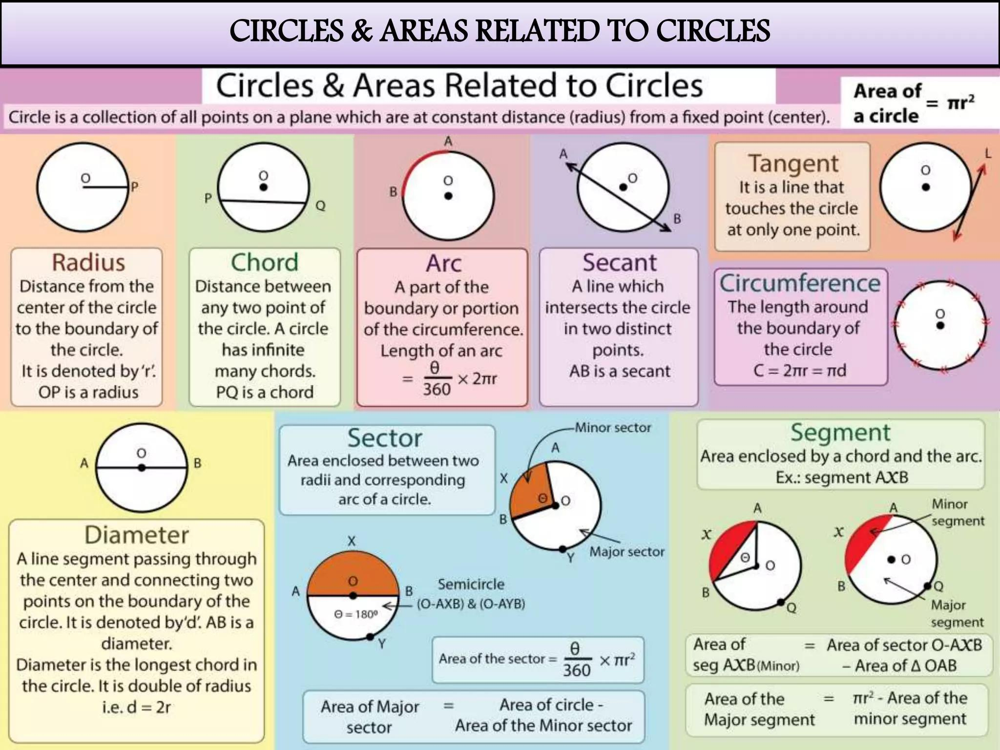 CIRCLES & AREAS RELATED TO CIRCLES
Circles & Areas Related to Circles
Area of
a circle
= πr²
Circle is a collection of all points on a plane which are at constant distance (radius) from a fixed point (center).
O
P
Radius
Distance from the
center of the circle
to the boundary of
the circle.
It is denoted by ‘r’.
OP is a radius
O
P
Q
Chord
Distance between
any two point of
the circle. A circle
has infinite
many chords.
PQ is a chord
A
O
B
Arc
A part of the
boundary or portion
of the circumference.
Length of an arc
= θ/360 × 2πr
A
O
B
Secant
A line which
intersects the circle
in two distinct
points.
AB is a secant
Tangent
It is a line that
touches the circle
at only one point.
L
O
Circumference
The length around
the boundary of
the circle
C = 2πr = πd
O
O
A
B
Diameter
A line segment passing through
the center and connecting two
points on the boundary of the
circle. It is denoted by‘d’. AB is a
diameter.
Diameter is the longest chord in
the circle. It is double of radius
i.e. d = 2r
Sector
Area enclosed between two
radii and corresponding
arc of a circle.
Minor sector
A
X
Θ
O
B
Y
Major sector
X
O
A
B
Θ = 180⁰
Y
Semicircle
(O-AXB) & (O-AYB)
Area of the sector = θ/360 × πr²
Area of Major
sector
=
Area of circle -
Area of the Minor sector
Segment
Area enclosed by a chord and the arc.
Ex.: segment AXB
A
x
Θ
O
B
Q
A
Minor
segment
x
O
B
Q
Major
segment
Area of
seg AXB(Minor)
= Area of sector O-AXB
– Area of Δ OAB
Area of the
Major segment
= πr² - Area of the
minor segment